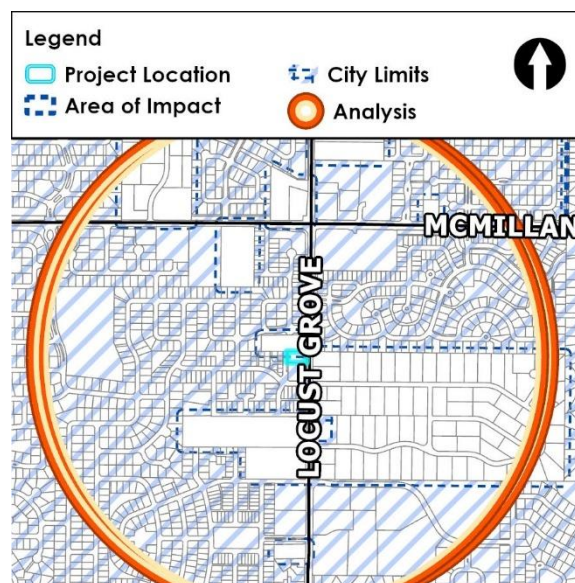 Legend
Project Location
City Limits
Area of Impact
Analysis
MCMILLAN
LOCUST GROVE